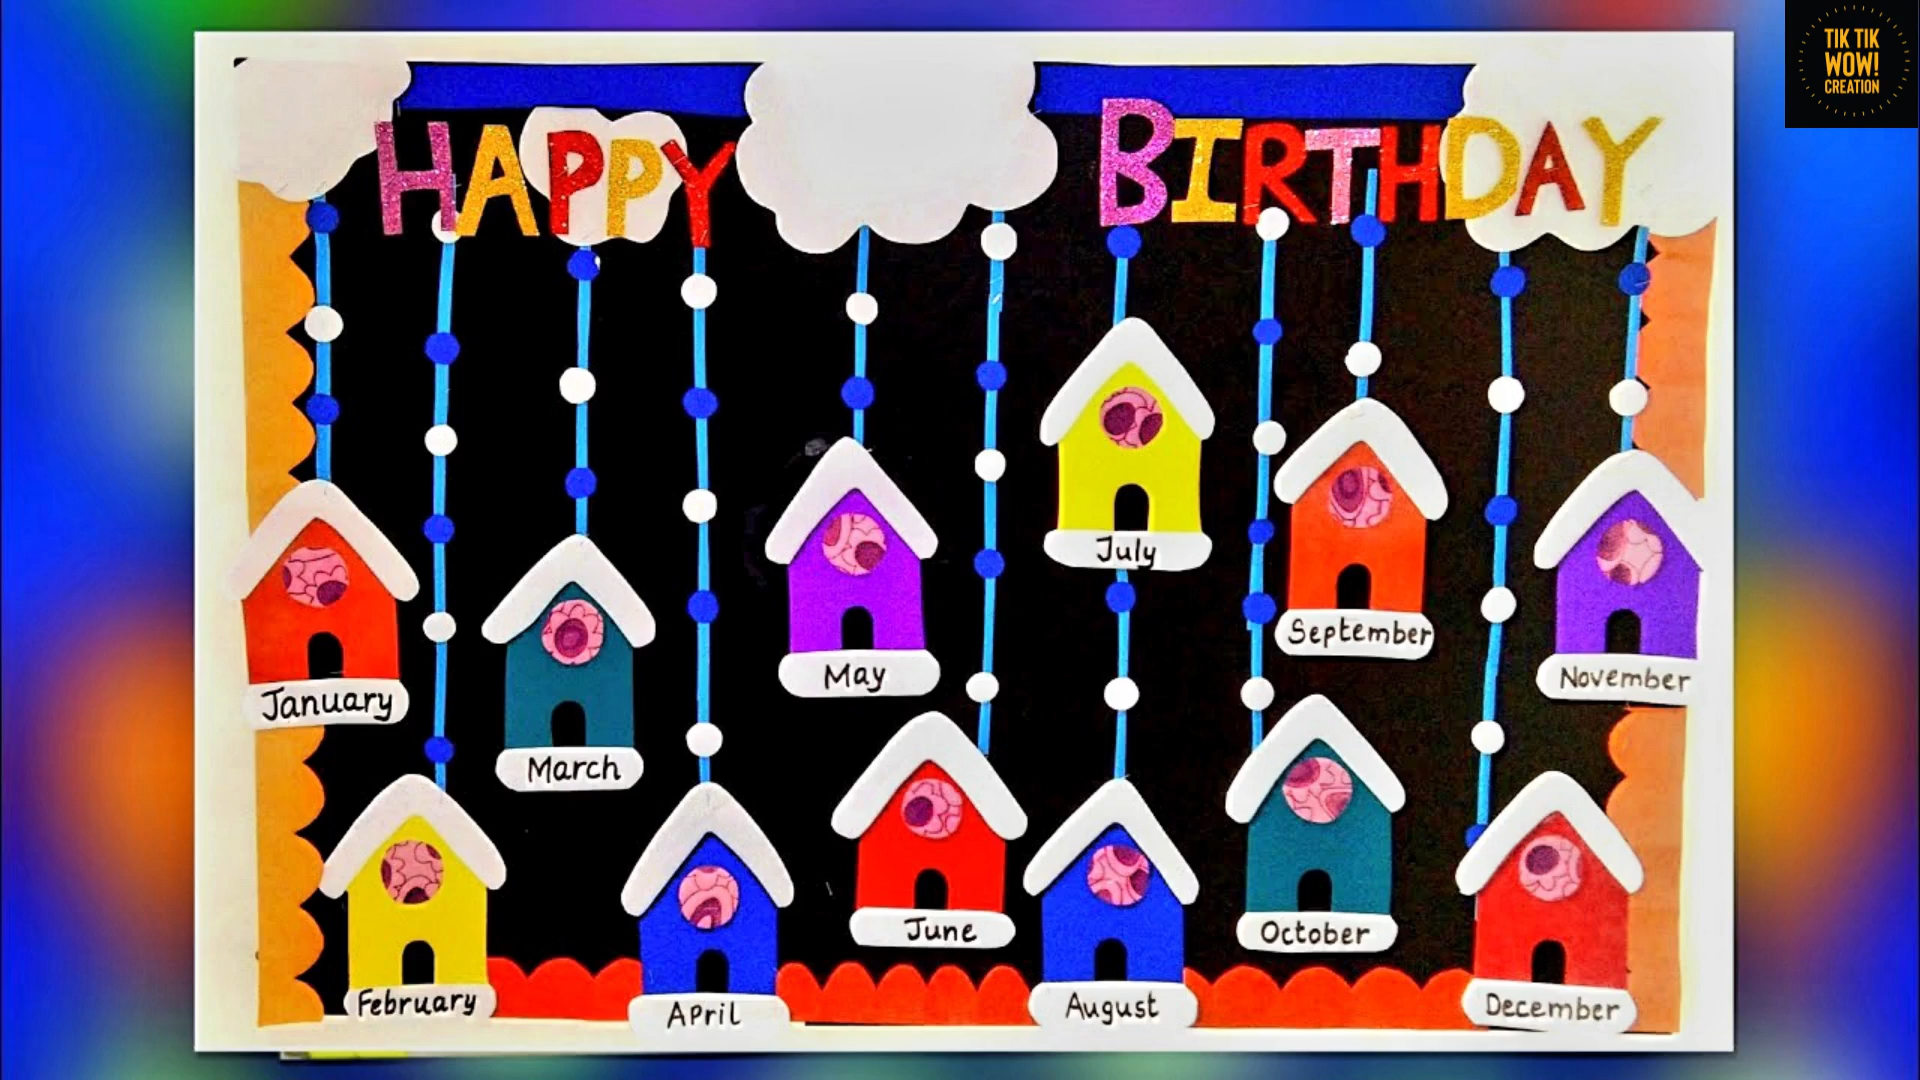 HAPPY BIRTHDAY
TIK TIK
WOW!
CREATION
January
February
March
April
May
June
July
August
September
October
November
December